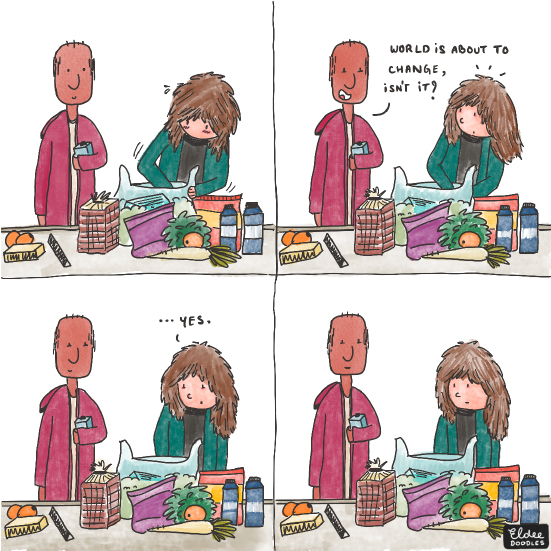 WORLD IS ABOUT TO
CHANGE,
ISN'T IT?
... YES.
Eldee
DOODLES